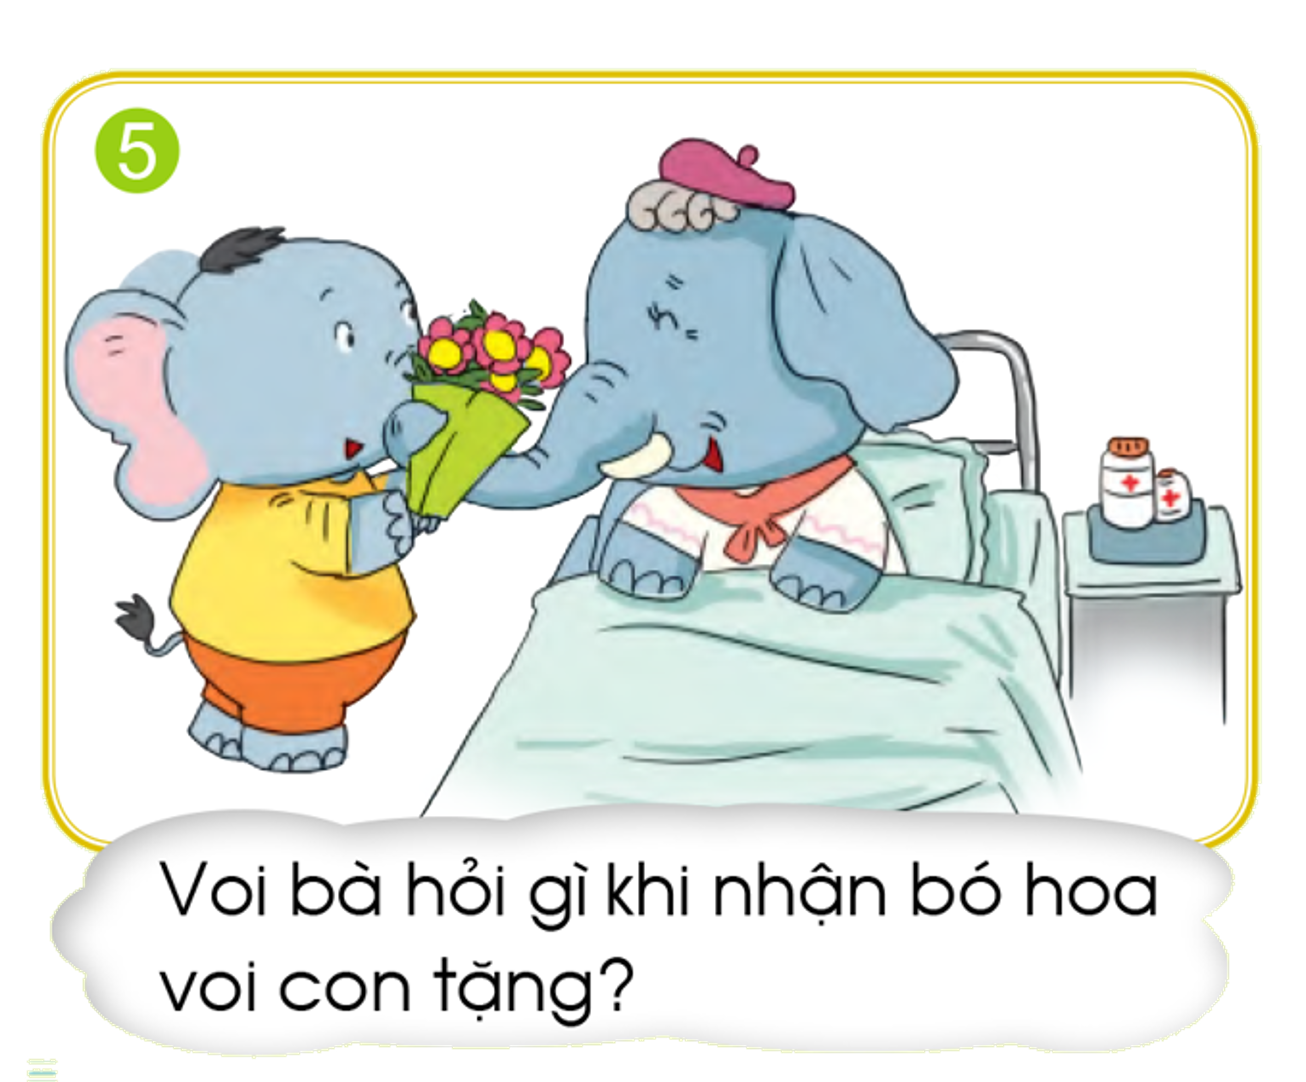 5
Voi bà hỏi gì khi nhận bó hoa
voi con tặng?